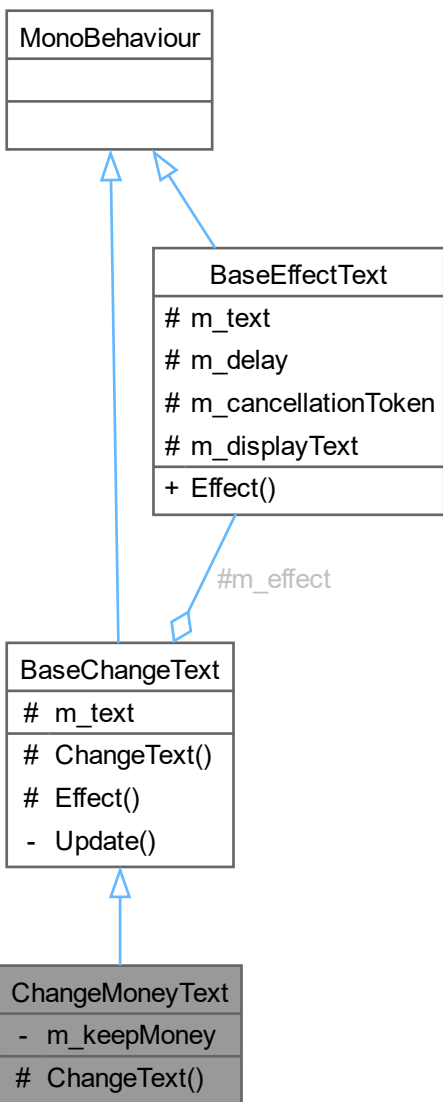 MonoBehaviour
BaseEffectText
# m_text
# m_delay
# m_cancellationToken
# m_displayText
+ Effect()
#m_effect
BaseChangeText
# m_text
# ChangeText()
# Effect()
- Update()
ChangeMoneyText
- m_keepMoney
# ChangeText()